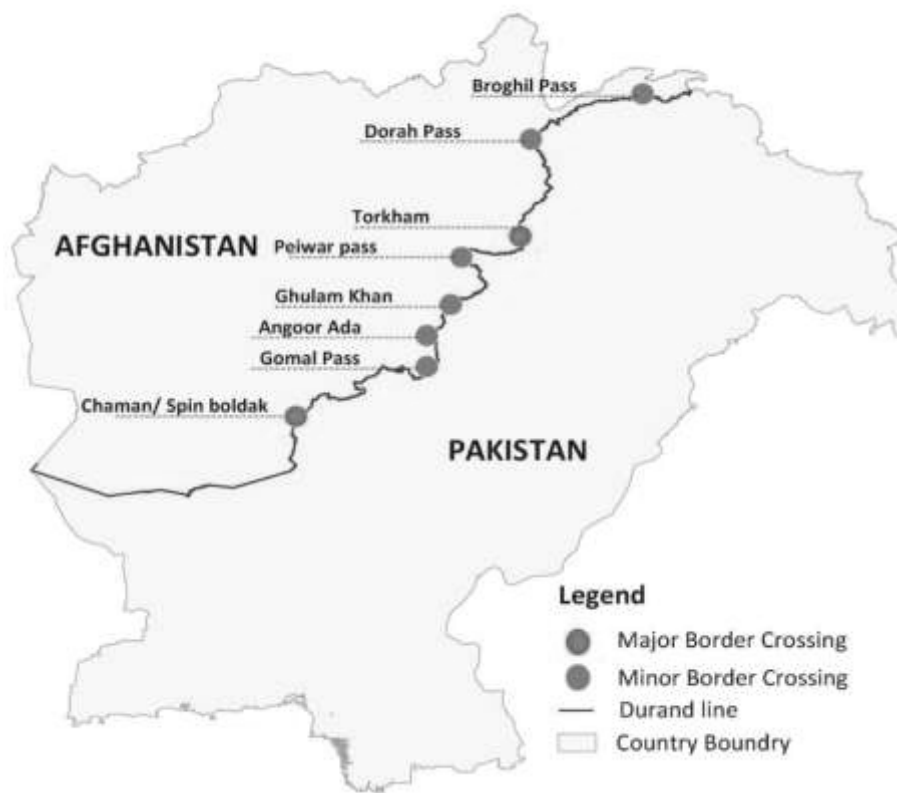 Broghil Pass
Dorah Pass
Torkham
AFGHANISTAN
Peiwar pass
Ghulam Khan
Angoor Ada
Gomal Pass
Chaman/ Spin boldak
PAKISTAN
Legend
Major Border Crossing
Minor Border Crossing
Durand line
Country Boundry